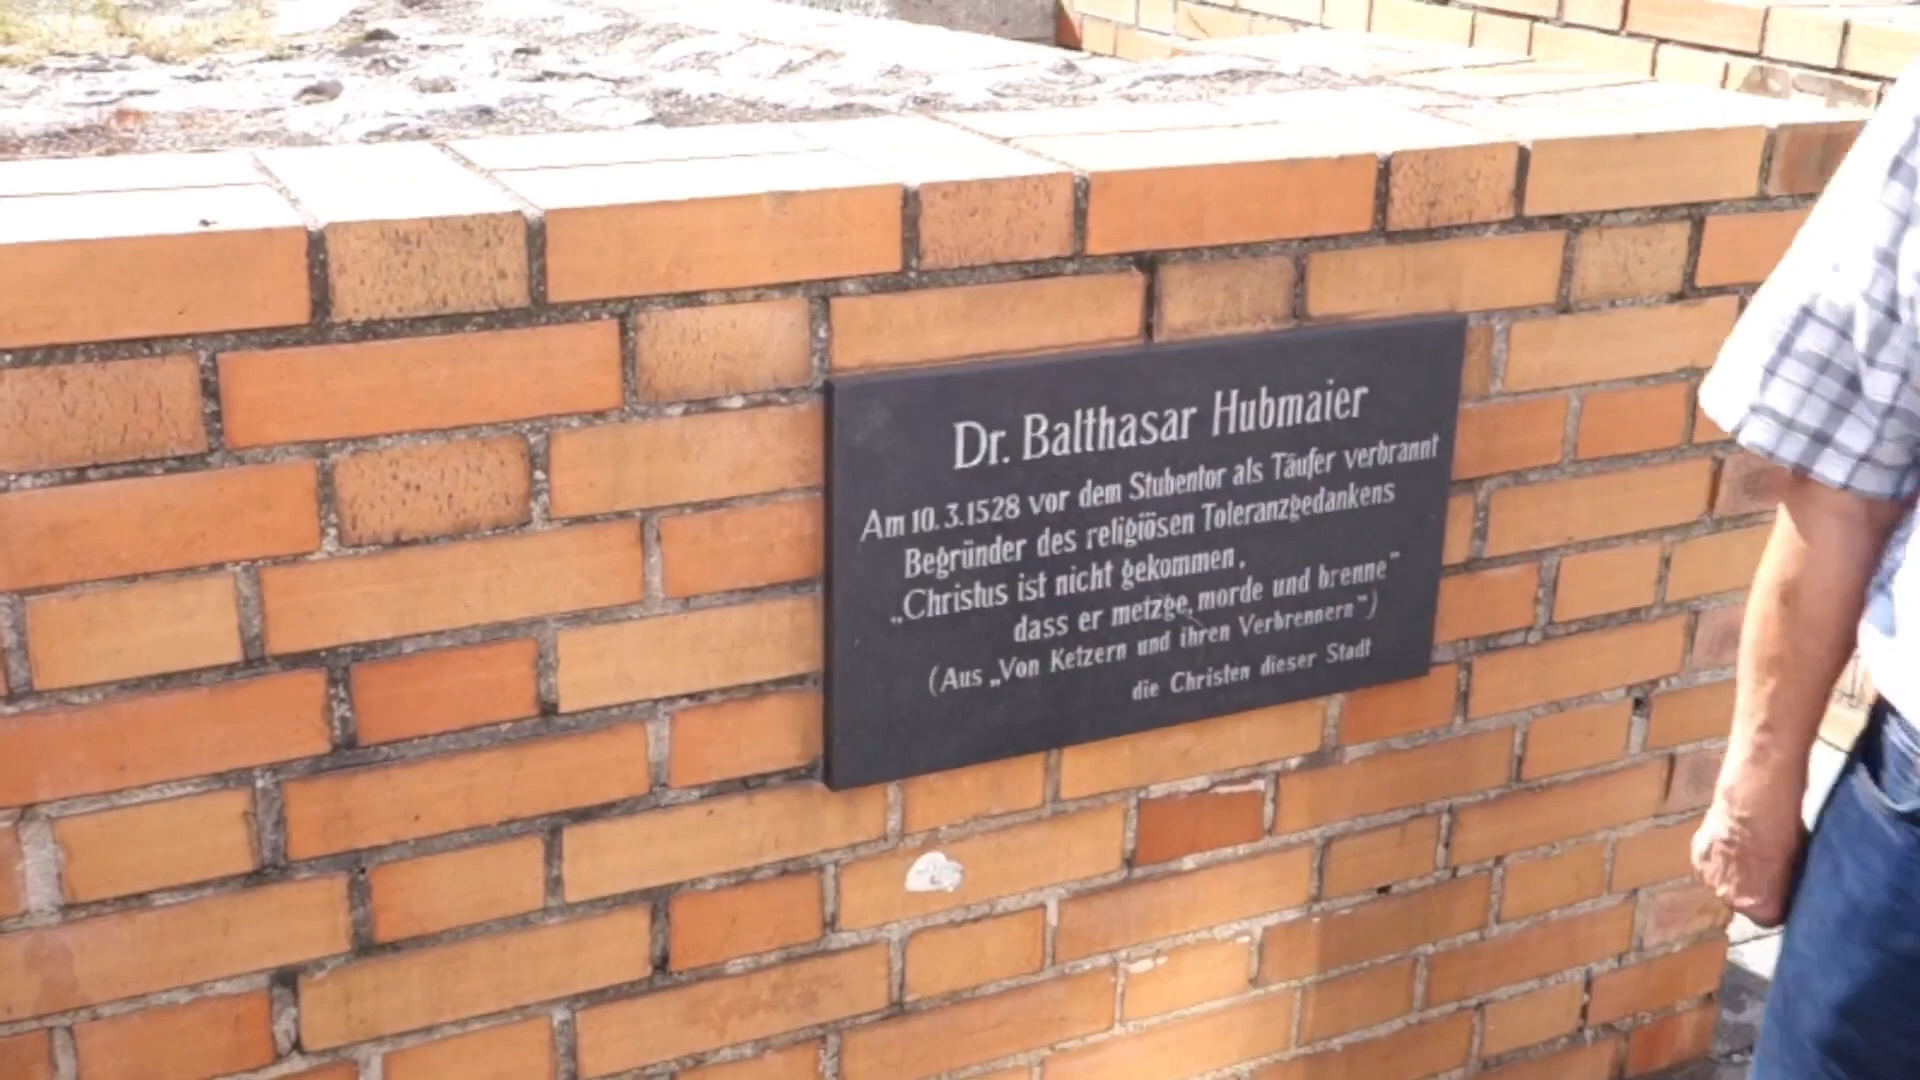 Dr. Balthasar Hubmaier
Am 10.3.1528 vor dem Stubentor als Täufer verbrannt
Begründer des religiösen Toleranzgedankens
„Christus ist nicht gekommen,
dass er metzge, morde und brenne"
(Aus „Von Ketzern und ihren Verbrennern")
die Christen dieser Stadt